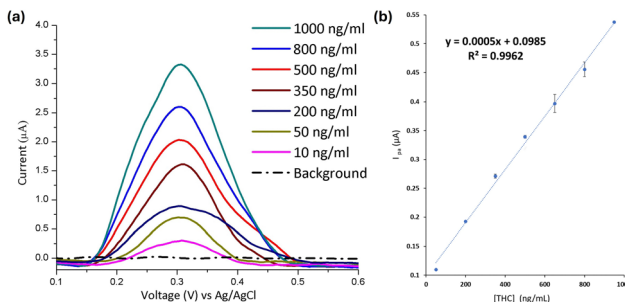 (a)
4.0
3.5
3.0
2.5
2.0
1.5
1.0
0.5
0.0
Current(µA)
0.1 0.2 0.3 0.4 0.5 0.6
Voltage (V) vs Ag/AgCl
1000 ng/ml
800 ng/ml
500 ng/ml
350 ng/ml
200 ng/ml
50 ng/ml
10 ng/ml
Background
(b)
0.55
0.5
0.45
0.4
0.35
0.3
0.25
0.2
0.15
0.1
I pa (µA)
y = 0.0005x + 0.0985
R² = 0.9962
0 200 400 600 800 1000
[THC] (ng/mL)